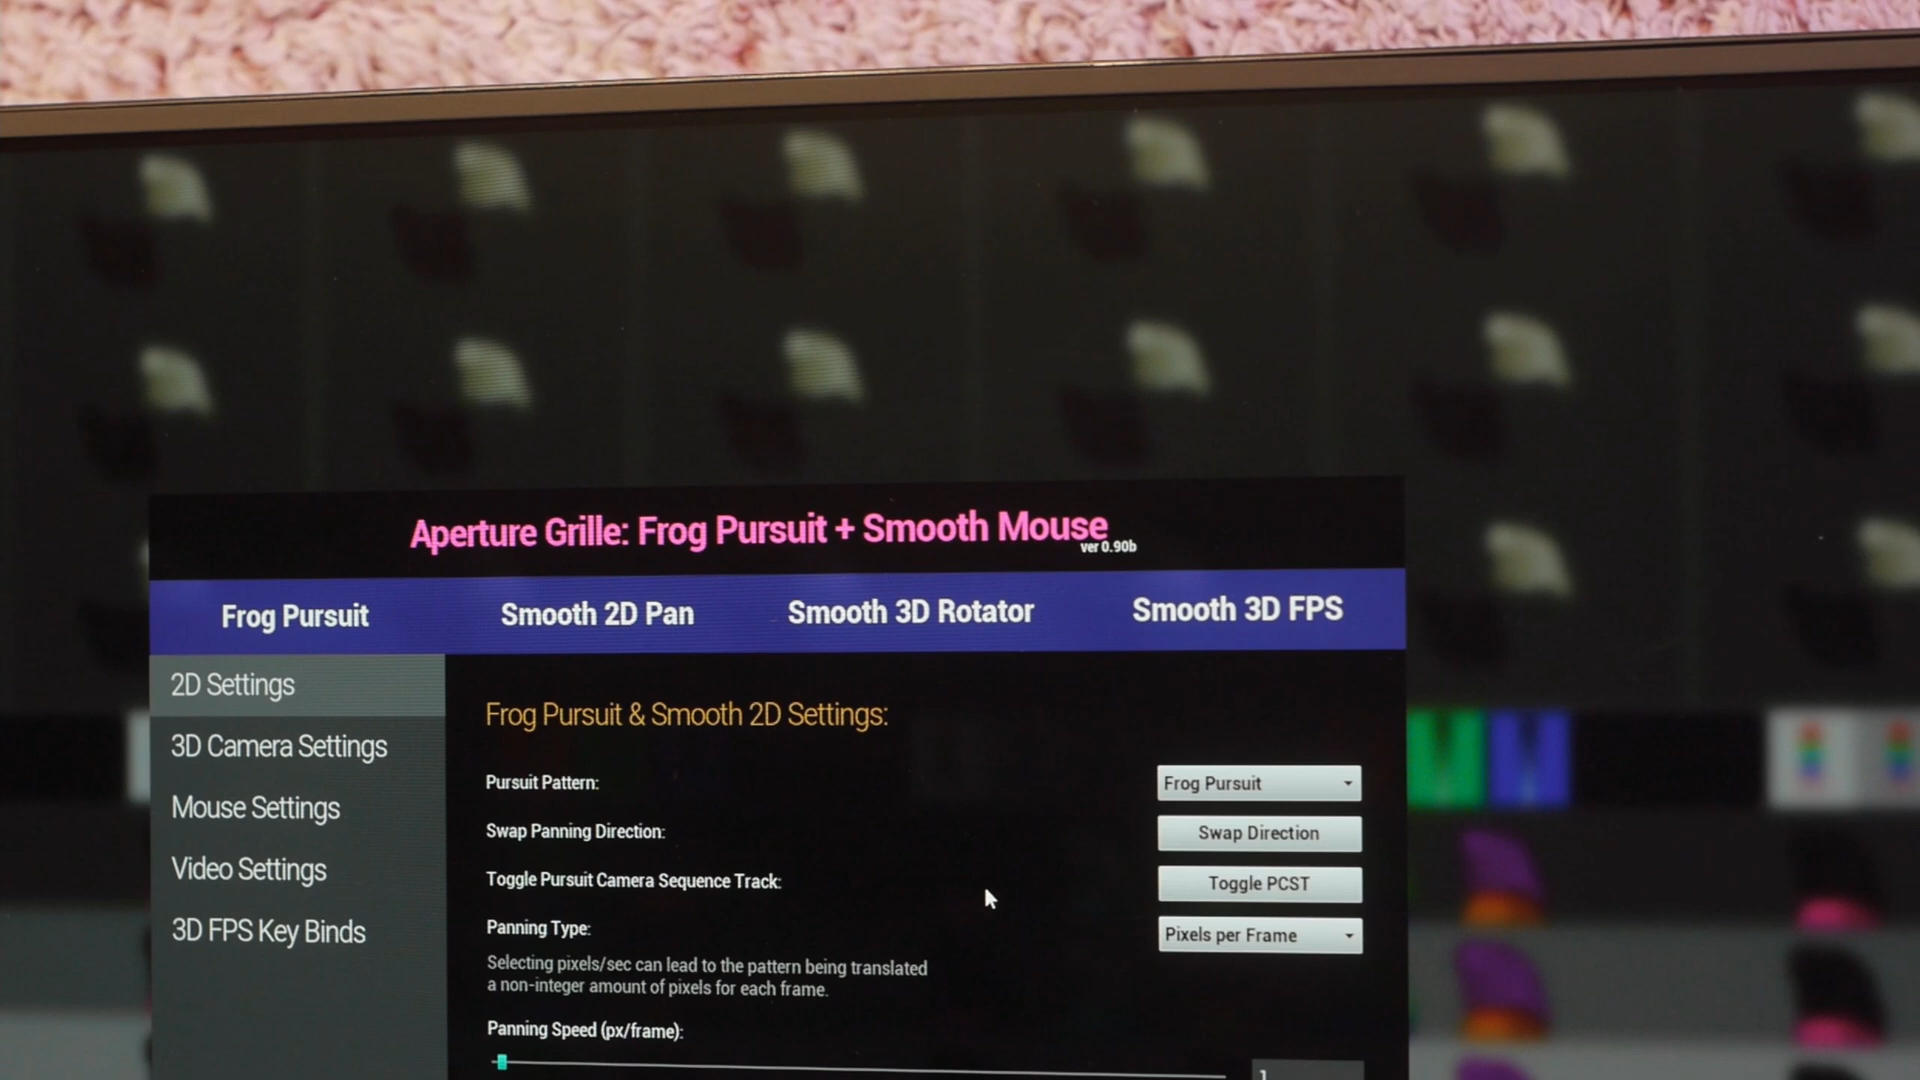 Aperture Grille: Frog Pursuit + Smooth Mouse
ver 0.90b
Frog Pursuit
Smooth 2D Pan
Smooth 3D Rotator
Smooth 3D FPS
2D Settings
3D Camera Settings
Mouse Settings
Video Settings
3D FPS Key Binds
Frog Pursuit & Smooth 2D Settings:
Pursuit Pattern:
Frog Pursuit
Swap Panning Direction:
Swap Direction
Toggle Pursuit Camera Sequence Track:
Toggle PCST
Panning Type:
Pixels per Frame
Selecting pixels/sec can lead to the pattern being translated
a non-integer amount of pixels for each frame.
Panning Speed (px/frame):
1